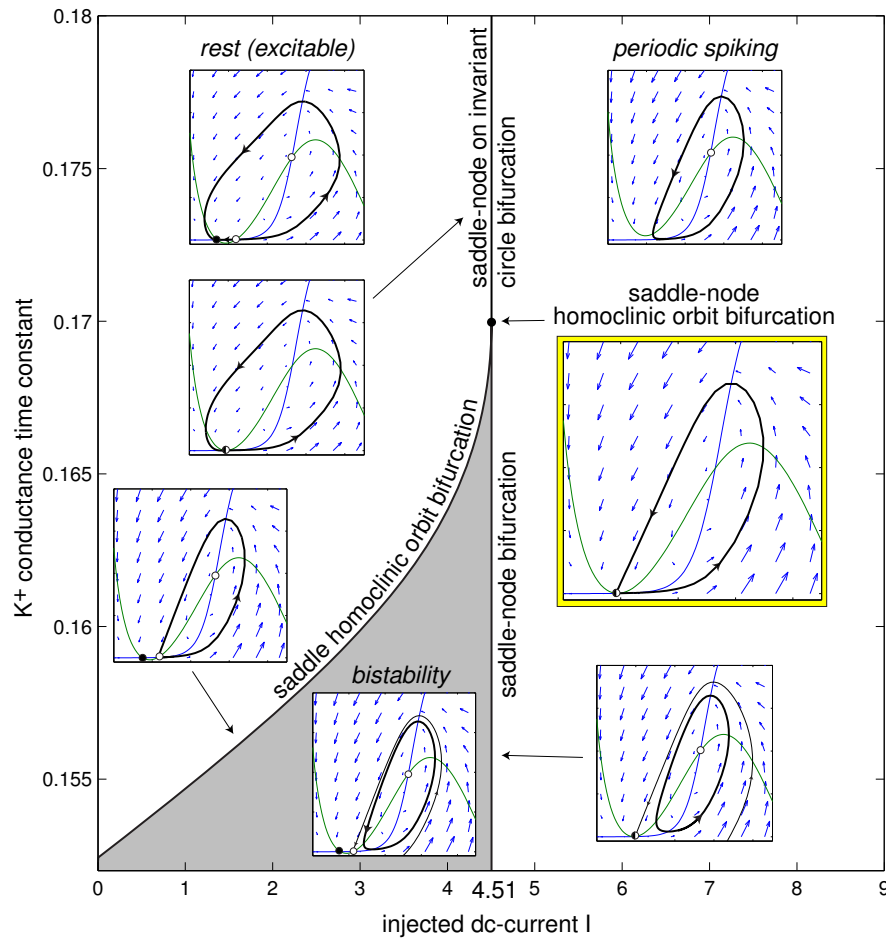 0.18
rest (excitable)
periodic spiking
saddle-node on invariant
circle bifurcation
0.175
saddle-node
homoclinic orbit bifurcation
0.17
K+ conductance time constant
0.165
saddle homoclinic orbit bifurcation
saddle-node bifurcation
0.16
bistability
0.155
0
1
2
3
4
4.51
5
6
7
8
9
injected dc-current I